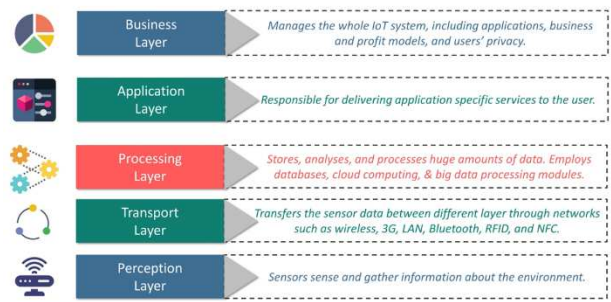 Business
Layer
Manages the whole IoT system, including applications, business
and profit models, and users' privacy.
Application
Layer
Responsible for delivering application specific services to the user.
Processing
Layer
Stores, analyses, and processes huge amounts of data. Employs
databases, cloud computing, & big data processing modules.
Transport
Layer
Transfers the sensor data between different layer through networks
such as wireless, 3G, LAN, Bluetooth, RFID, and NFC.
Perception
Layer
Sensors sense and gather information about the environment.